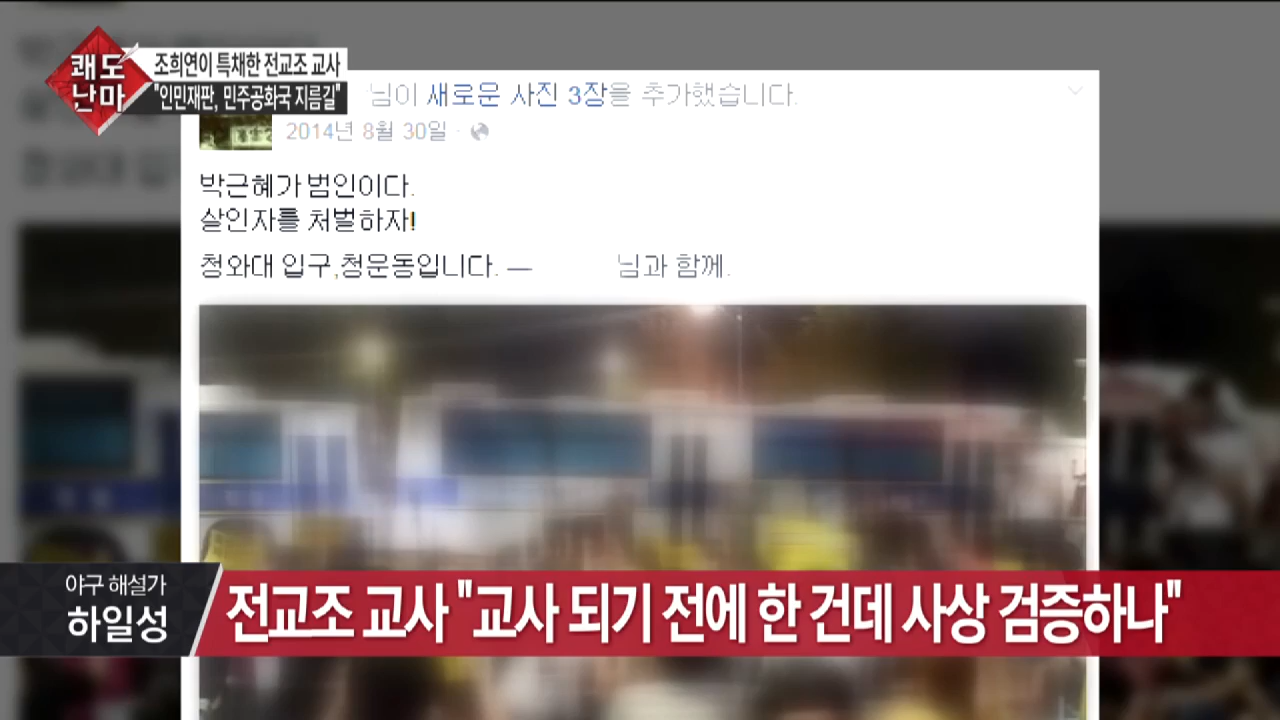 쾌도
난마
조희연이 특채한 전교조 교사
"인민재판, 민주공화국 지름길"
님이 새로운 사진 3장을 추가했습니다.
2014년 8월 30일 ·
박근혜가 범인이다.
살인자를 처벌하자!
청와대 입구,청운동입니다. — 님과 함께.
야구 해설가
하일성
전교조 교사 "교사 되기 전에 한 건데 사상 검증하나"